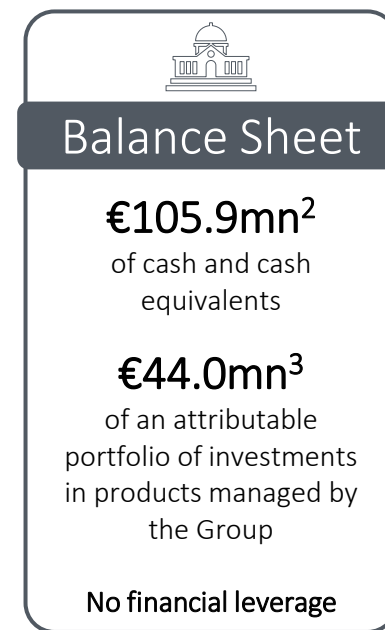 Balance Sheet
€105.9mn²
of cash and cash
equivalents
€44.0mn³
of an attributable
portfolio of investments
in products managed by
the Group
No financial leverage